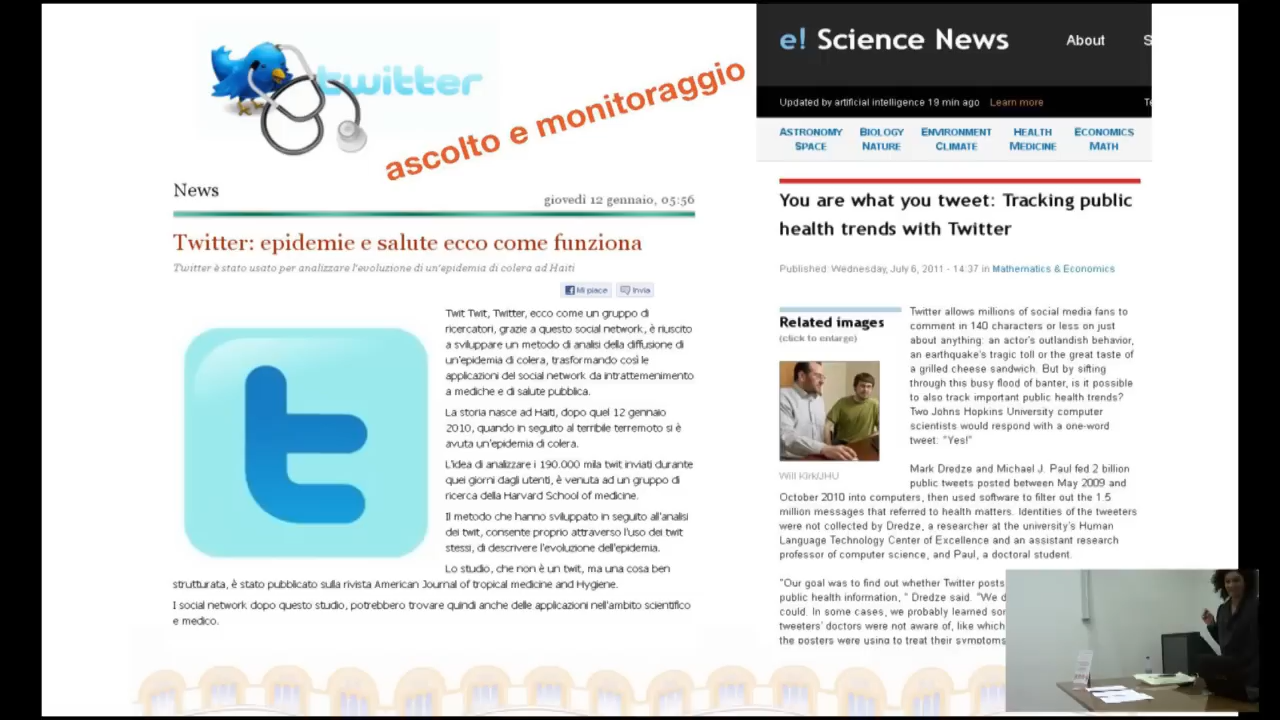 twitter
ascolto e monitoraggio
News
giovedì 12 gennaio, 05:56
Twitter: epidemie e salute ecco come funziona
Twitter è stato usato per analizzare l'evoluzione di un'epidemia di colera ad Haiti
Mi piace Invia
Twit Twit, Twitter, ecco come un gruppo di
ricercatori, grazie a questo social network, è riuscito
a sviluppare un metodo di analisi della diffusione di
un'epidemia di colera, trasformando così le
applicazioni del social network da intrattenimento
a mediche e di salute pubblica.
La storia nasce ad Haiti, dopo quel 12 gennaio
2010, quando in seguito al terribile terremoto si è
avuta un'epidemia di colera.
L'idea di analizzare i 190.000 mila twit inviati durante
quei giorni dagli utenti, è venuta ad un gruppo di
ricerca della Harvard School of medicine.
Il metodo che hanno sviluppato in seguito all'analisi
dei twit, consente proprio attraverso l'uso dei twit
stessi, di descrivere l'evoluzione dell'epidemia.
Lo studio, che non è un twit, ma una cosa ben
strutturata, è stato pubblicato sulla rivista American Journal of tropical medicine and Hygiene.
I social network dopo questo studio, potrebbero trovare quindi anche delle applicazioni nell'ambito scientifico
e medico.
e! Science News About S
Updated by artificial intelligence 19 min ago Learn more
ASTRONOMY BIOLOGY ENVIRONMENT HEALTH ECONOMICS
SPACE NATURE CLIMATE MEDICINE MATH
You are what you tweet: Tracking public
health trends with Twitter
Published: Wednesday, July 6, 2011 - 14:37 in Mathematics & Economics
Related images
(click to enlarge)
Will Kirk/JHU
Twitter allows millions of social media fans to
comment in 140 characters or less on just
about anything: an actor's outlandish behavior,
an earthquake's tragic toll or the great taste of
a grilled cheese sandwich. But by sifting
through this busy flood of banter, is it possible
to also track important public health trends?
Two Johns Hopkins University computer
scientists would respond with a one-word
tweet: "Yes!"
Mark Dredze and Michael J. Paul fed 2 billion
public tweets posted between May 2009 and
October 2010 into computers, then used software to filter out the 1.5
million messages that referred to health matters. Identities of the tweeters
were not collected by Dredze, a researcher at the university's Human
Language Technology Center of Excellence and an assistant research
professor of computer science, and Paul, a doctoral student.
"Our goal was to find out whether Twitter posts
public health information, " Dredze said. "We d
could. In some cases, we probably learned sor
tweeters' doctors were not aware of, like which
the posters were using to treat their symptoms